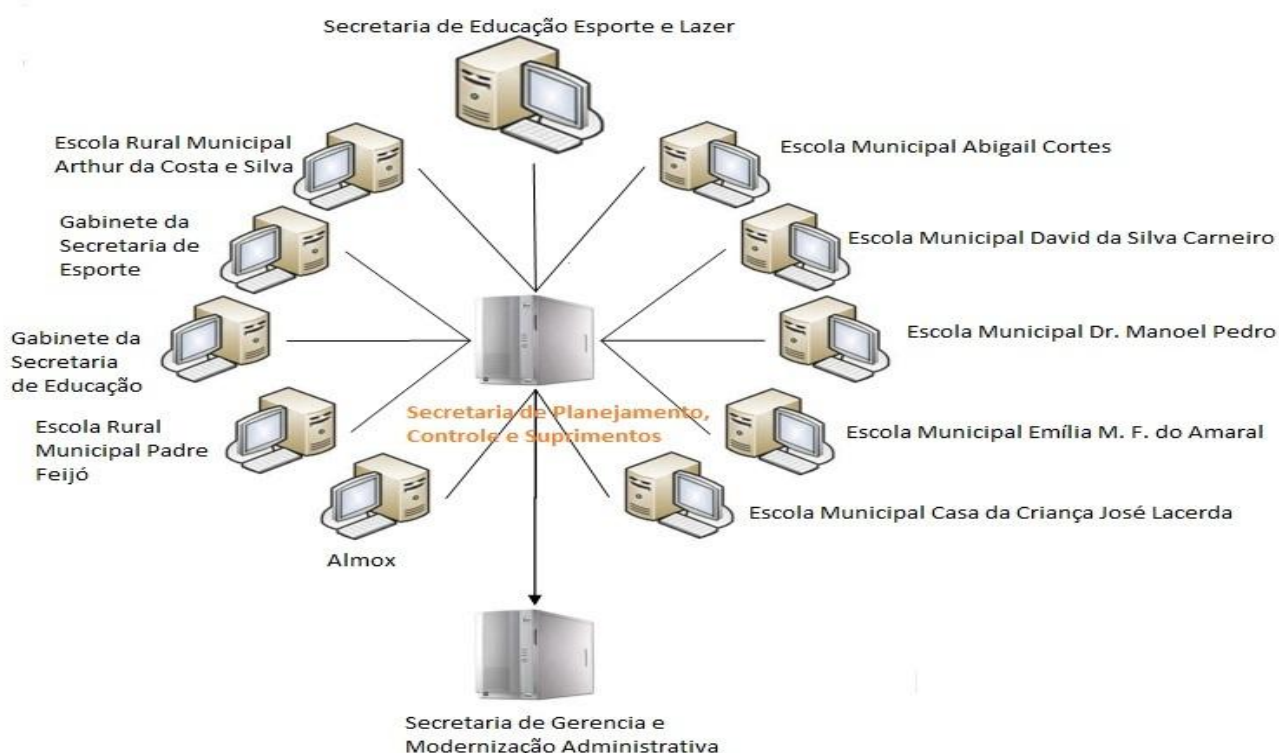 Secretaria de Educação Esporte e Lazer
Escola Rural Municipal
Arthur da Costa e Silva
Escola Municipal Abigail Cortes
Gabinete da
Secretaria de
Esporte
Escola Municipal David da Silva Carneiro
Gabinete da
Secretaria
de Educação
Escola Municipal Dr. Manoel Pedro
Secretaria de Planejamento,
Controle e Suprimentos
Escola Rural
Municipal Padre
Feijó
Escola Municipal Emília M. F. do Amaral
Almox
Escola Municipal Casa da Criança José Lacerda
Secretaria de Gerencia e
Modernização Administrativa